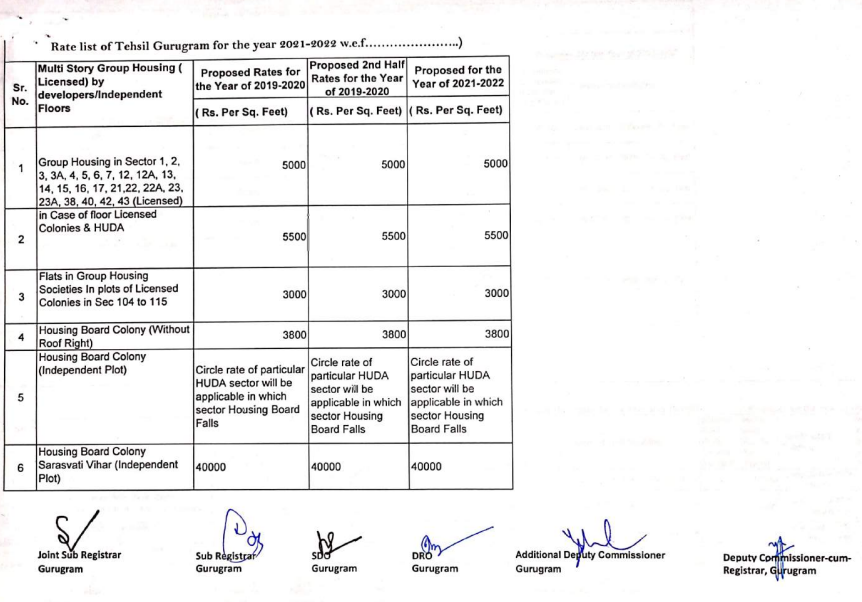 Rate list of Tehsil Gurugram for the year 2021-2022 w.e.f.......................)
Sr. No.
Multi Story Group Housing (
Licensed) by
developers/Independent
Floors
Proposed Rates for
the Year of 2019-2020
Proposed 2nd Half
Rates for the Year
of 2019-2020
Proposed for the
Year of 2021-2022
( Rs. Per Sq. Feet)
( Rs. Per Sq. Feet)
( Rs. Per Sq. Feet)
1
Group Housing in Sector 1, 2,
3, 3A, 4, 5, 6, 7, 12, 12A, 13,
14, 15, 16, 17, 21,22, 22A, 23,
23A, 38, 40, 42, 43 (Licensed)
5000
5000
5000
2
in Case of floor Licensed
Colonies & HUDA
5500
5500
5500
3
Flats in Group Housing
Societies In plots of Licensed
Colonies in Sec 104 to 115
3000
3000
3000
4
Housing Board Colony (Without
Roof Right)
3800
3800
3800
5
Housing Board Colony
(Independent Plot)
Circle rate of particular
HUDA sector will be
applicable in which
sector Housing Board
Falls
Circle rate of
particular HUDA
sector will be
applicable in which
sector Housing
Board Falls
Circle rate of
particular HUDA
sector will be
applicable in which
sector Housing
Board Falls
6
Housing Board Colony
Sarasvati Vihar (Independent
Plot)
40000
40000
40000
Joint Sub Registrar
Gurugram
Sub Registrar
Gurugram
SDO
Gurugram
DRO
Gurugram
Additional Deputy Commissioner
Gurugram
Deputy Commissioner-cum-
Registrar, Gurugram